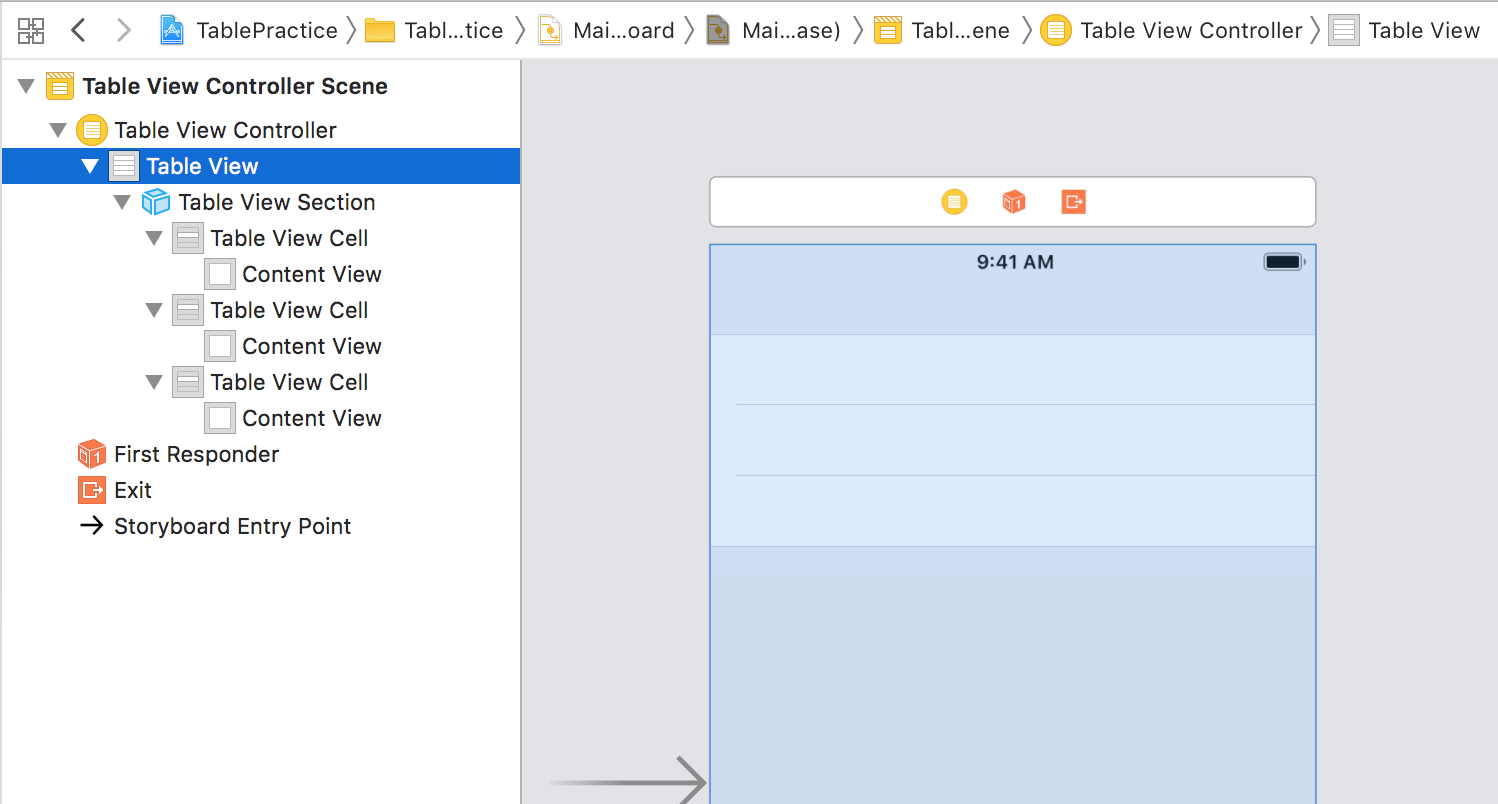 TablePractice Tabl...tice Mai...oard Mai...ase) Tabl...ene Table View Controller Table View
Table View Controller Scene
Table View Controller
Table View
Table View Section
Table View Cell
Content View
Table View Cell
Content View
Table View Cell
Content View
First Responder
Exit
Storyboard Entry Point
9:41 AM